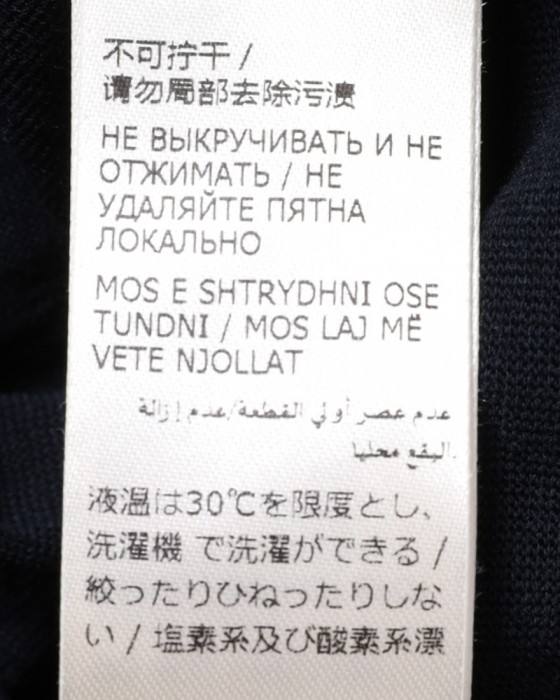 不可拧干 /
请勿局部去除污渍
НЕ ВЫКРУЧИВАТЬ И НЕ
ОТЖИМАТЬ / НЕ
УДАЛЯЙТЕ ПЯТНА
ЛОКАЛЬНО
MOS E SHTRYDHNI OSE
TUNDNI / MOS LAJ MË
VETE NJOLLAT
عدم عصر أولي القطعة/عدم إزالة
البقع محليا.
液温は30℃を限度とし、
洗濯機 で洗濯ができる /
絞ったりひねったりしな
い / 塩素系及び酸素系漂